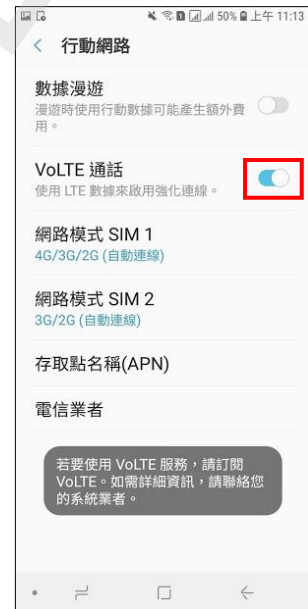 50% 上午 11:13
行動網路
數據漫遊
漫遊時使用行動數據可能產生額外費
用。
VoLTE 通話
使用 LTE 數據來啟用強化連線。
網路模式 SIM 1
4G/3G/2G (自動連線)
網路模式 SIM 2
3G/2G (自動連線)
存取點名稱(APN)
電信業者
若要使用 VoLTE 服務，請訂閱
VoLTE。如需詳細資訊，請聯絡您
的系統業者。